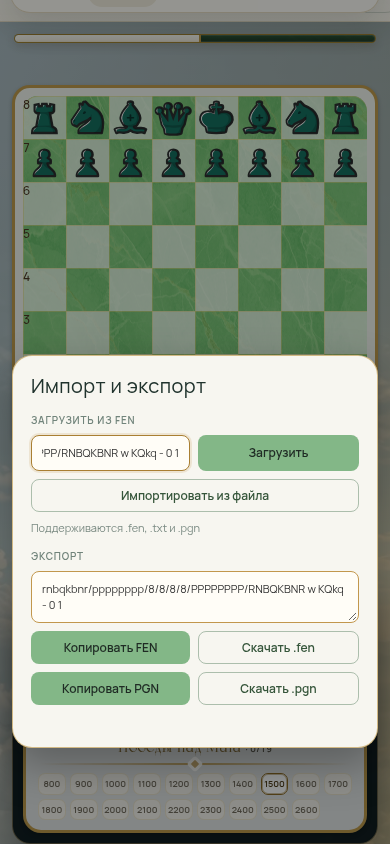 8
7
6
5
4
3
Импорт и экспорт
ЗАГРУЗИТЬ ИЗ FEN
PP/RNBQKBNR w KQkq - 0 1
Загрузить
Импортировать из файла
Поддерживаются .fen, .txt и .pgn
ЭКСПОРТ
rnbqkbnr/pppppppp/8/8/8/8/PPPPPPPP/RNBQKBNR w KQkq
- 0 1
Копировать FEN
Скачать .fen
Копировать PGN
Скачать .pgn
0/19
800 900 1000 1100 1200 1300 1400 1500 1600 1700
1800 1900 2000 2100 2200 2300 2400 2500 2600